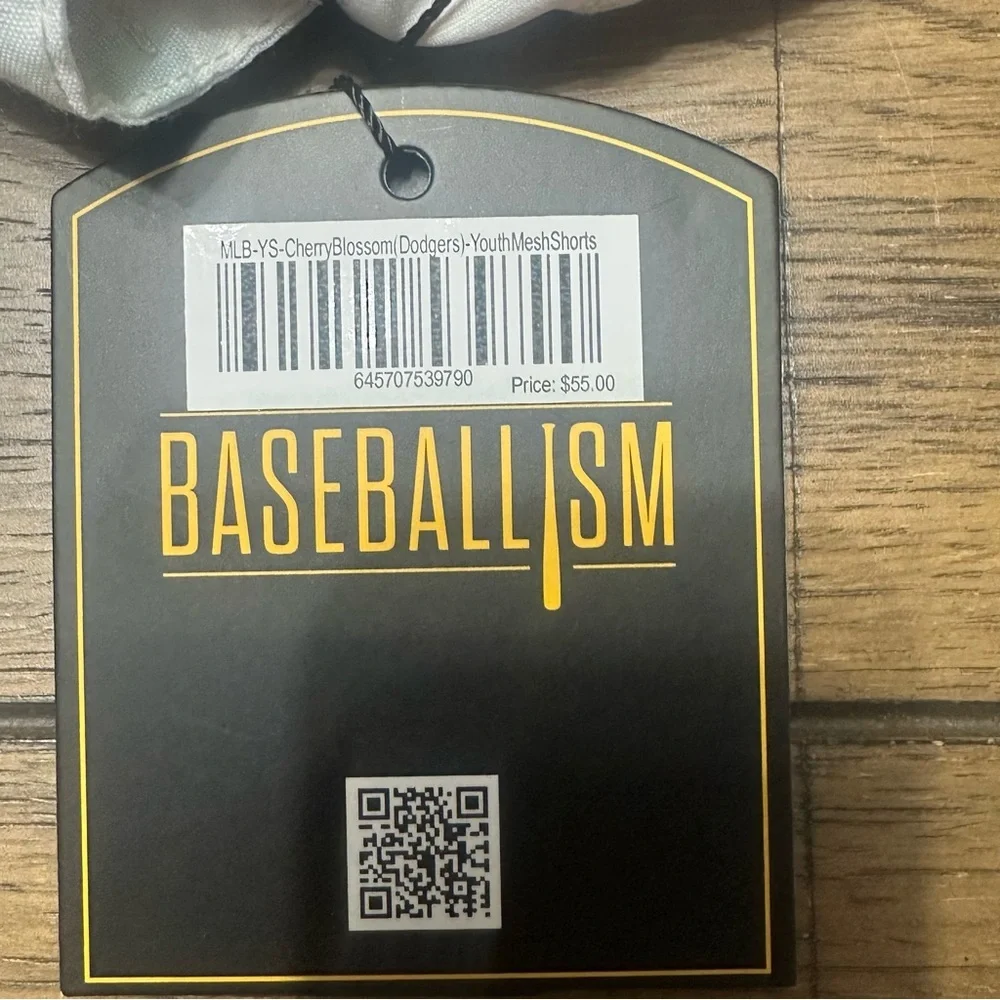 MLB-YS-CherryBlossom(Dodgers)-YouthMeshShorts
645707539790 Price: $55.00
BASEBALLISM